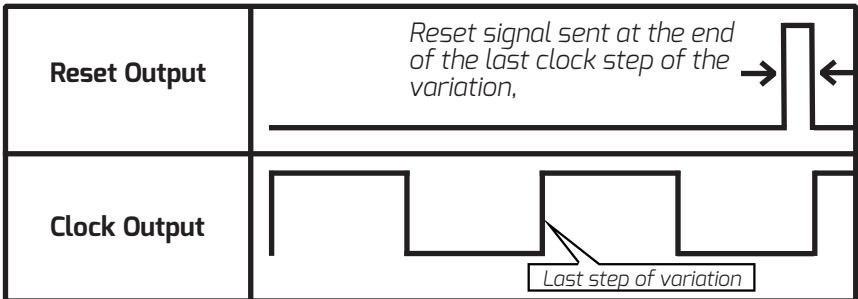 Reset Output
Reset signal sent at the end
of the last clock step of the
variation,
Clock Output
Last step of variation